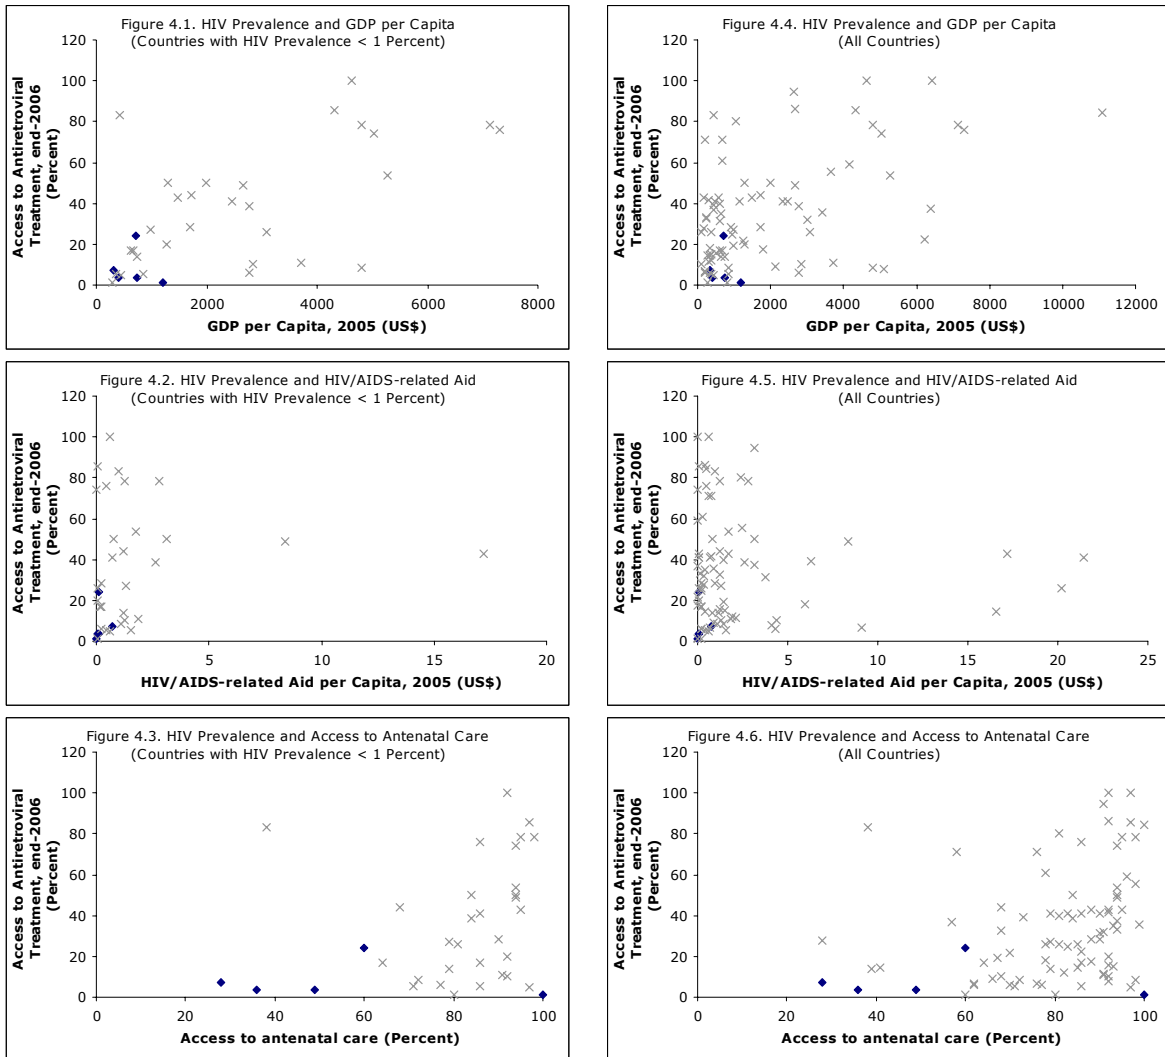 Figure 4.1. HIV Prevalence and GDP per Capita
(Countries with HIV Prevalence < 1 Percent)
Access to Antiretroviral
Treatment, end-2006
(Percent)
120
100
80
60
40
20
0
0 2000 4000 6000 8000
GDP per Capita, 2005 (US$)
Figure 4.4. HIV Prevalence and GDP per Capita
(All Countries)
Access to Antiretroviral
Treatment, end-2006
(Percent)
120
100
80
60
40
20
0
0 2000 4000 6000 8000 10000 12000
GDP per Capita, 2005 (US$)
Figure 4.2. HIV Prevalence and HIV/AIDS-related Aid
(Countries with HIV Prevalence < 1 Percent)
Access to Antiretroviral
Treatment, end-2006
(Percent)
120
100
80
60
40
20
0
0 5 10 15 20
HIV/AIDS-related Aid per Capita, 2005 (US$)
Figure 4.5. HIV Prevalence and HIV/AIDS-related Aid
(All Countries)
Access to Antiretroviral
Treatment, end-2006
(Percent)
120
100
80
60
40
20
0
0 5 10 15 20 25
HIV/AIDS-related Aid per Capita, 2005 (US$)
Figure 4.3. HIV Prevalence and Access to Antenatal Care
(Countries with HIV Prevalence < 1 Percent)
Access to Antiretroviral
Treatment, end-2006
(Percent)
120
100
80
60
40
20
0
0 20 40 60 80 100
Access to antenatal care (Percent)
Figure 4.6. HIV Prevalence and Access to Antenatal Care
(All Countries)
Access to Antiretroviral
Treatment, end-2006
(Percent)
120
100
80
60
40
20
0
0 20 40 60 80 100
Access to antenatal care (Percent)